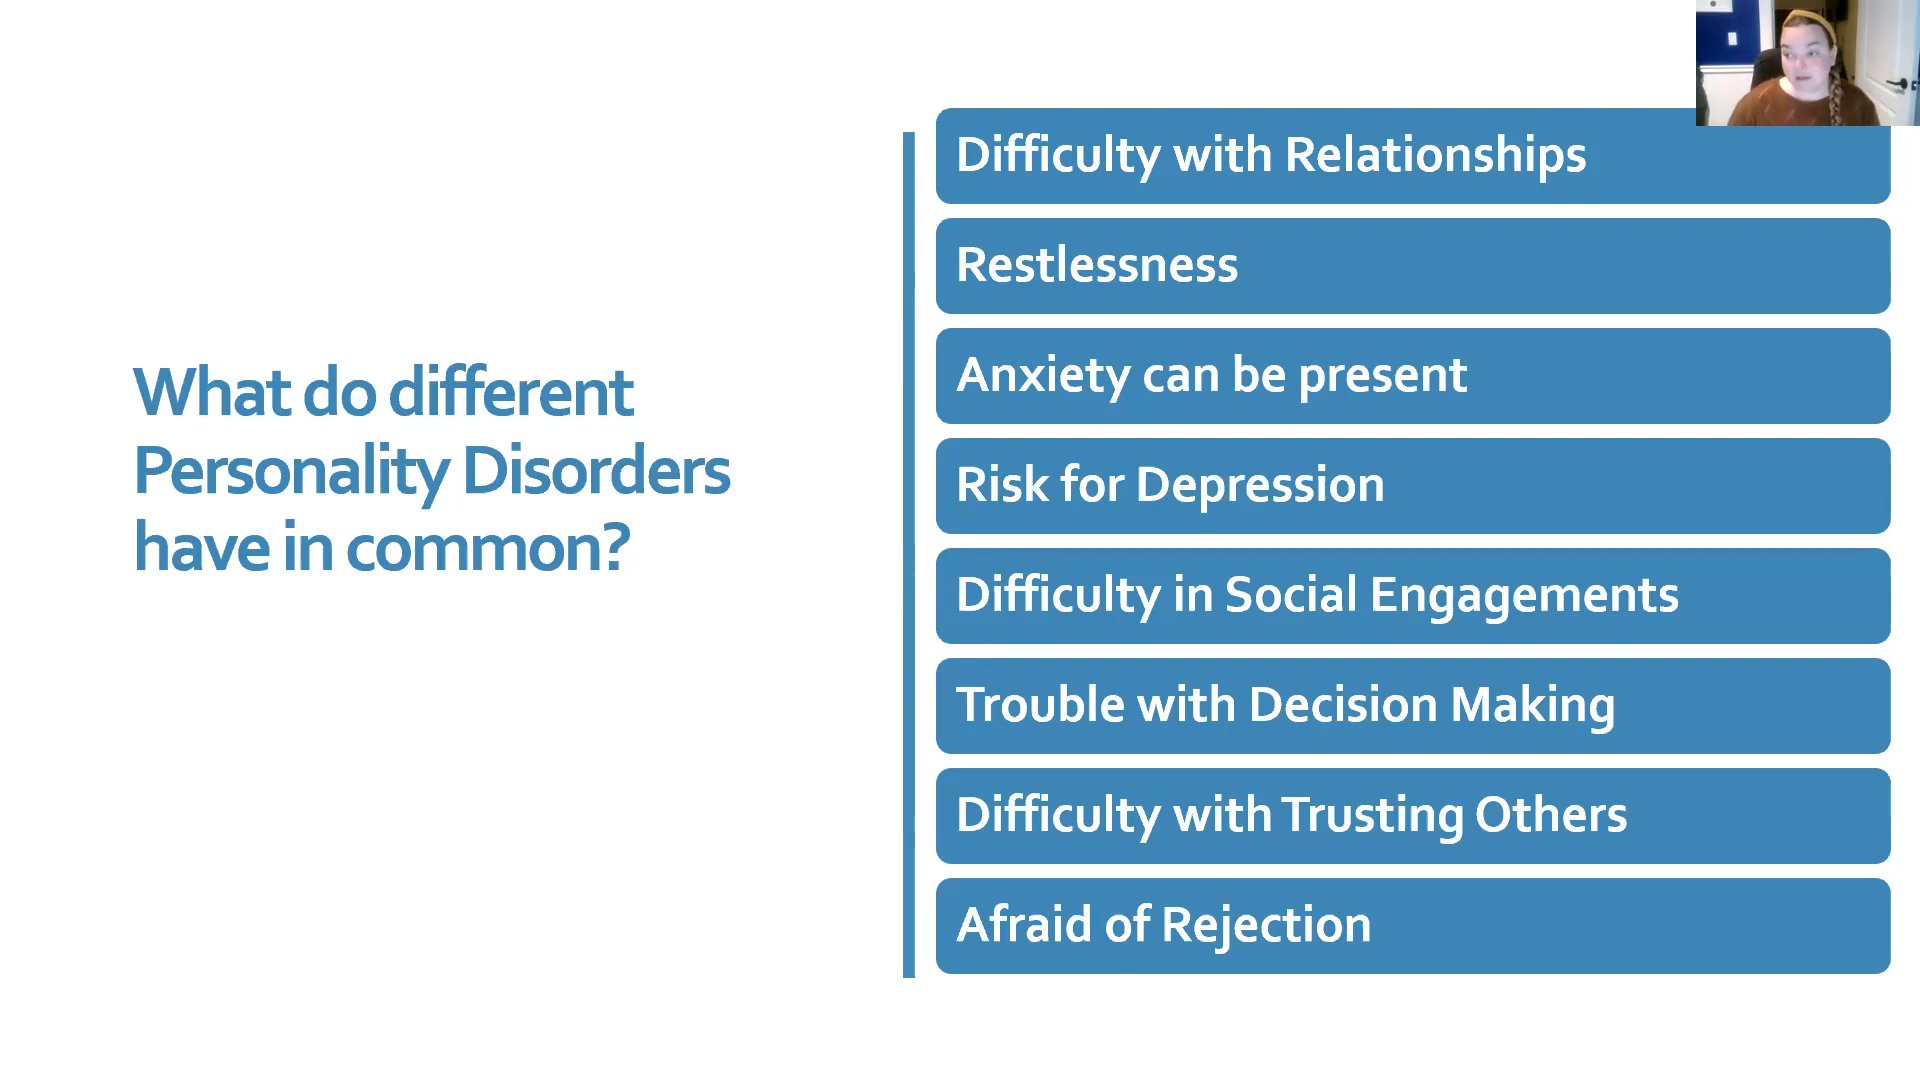 What do different
Personality Disorders
have in common?
Difficulty with Relationships
Restlessness
Anxiety can be present
Risk for Depression
Difficulty in Social Engagements
Trouble with Decision Making
Difficulty with Trusting Others
Afraid of Rejection